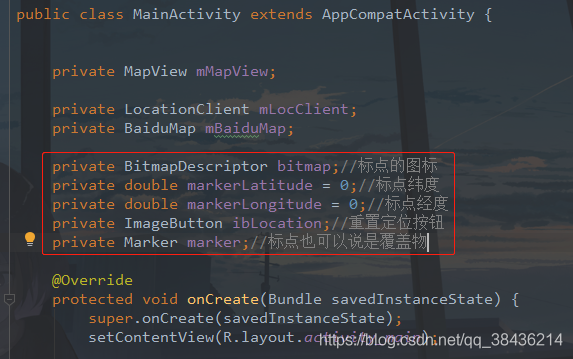 public class MainActivity extends AppCompatActivity {
private MapView mMapView;
private LocationClient mLocClient;
private BaiduMap mBaiduMap;
private BitmapDescriptor bitmap;//标点的图标
private double markerLatitude = 0;//标点纬度
private double markerLongitude = 0;//标点经度
private ImageButton ibLocation;//重置定位按钮
private Marker marker;//标点也可以说是覆盖物
@Override
protected void onCreate(Bundle savedInstanceState) {
super.onCreate(savedInstanceState);
setContentView(R.layout.activity_main);
https://blog.csdn.net/qq_38436214